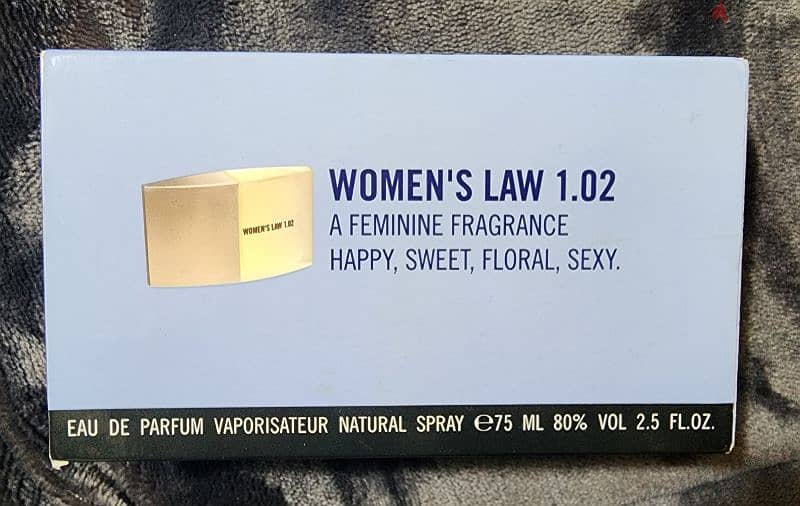 WOMEN'S LAW 1.02
A FEMININE FRAGRANCE
HAPPY, SWEET, FLORAL, SEXY.
WOMEN'S LAW 1.02
EAU DE PARFUM VAPORISATEUR NATURAL SPRAY ℮75 ML 80% VOL 2.5 FL.OZ.